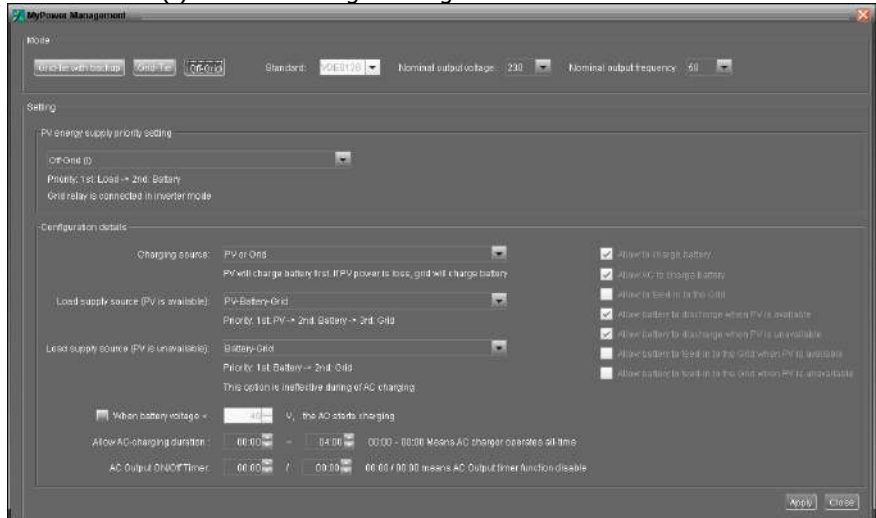 MyPower Management
Mode
Grid-tie with backup Grid-Tie Off-Grid Standard: VDE0126 Nominal output voltage: 230 Nominal output frequency: 50
Setting
PV energy supply priority setting
Off-Grid (I)
Priority: 1st. Load -> 2nd. Battery
Grid relay is connected in inverter mode
Configuration details
Charging source: PV or Grid
PV will charge battery first. If PV power is loss, grid will charge battery
Load supply source (PV is available): PV-Battery-Grid
Priority: 1st. PV -> 2nd. Battery -> 3rd. Grid
Load supply source (PV is unavailable): Battery-Grid
Priority: 1st. Battery -> 2nd. Grid
This option is ineffective during of AC charging
Allow to charge battery
Allow AC to charge battery
Allow to feed-in to the Grid
Allow battery to discharge when PV is available
Allow battery to discharge when PV is unavailable
Allow battery to feed-in to the Grid when PV is available
Allow battery to feed-in to the Grid when PV is unavailable
When battery voltage < V, the AC starts charging
Allow AC-charging duration : 00:00 - 04:00 00:00 - 00:00 Means AC charger operates all-time
AC Output ON/Off Timer: 00:00 / 00:00 00:00 / 00:00 means AC Output timer function disable
Apply Close